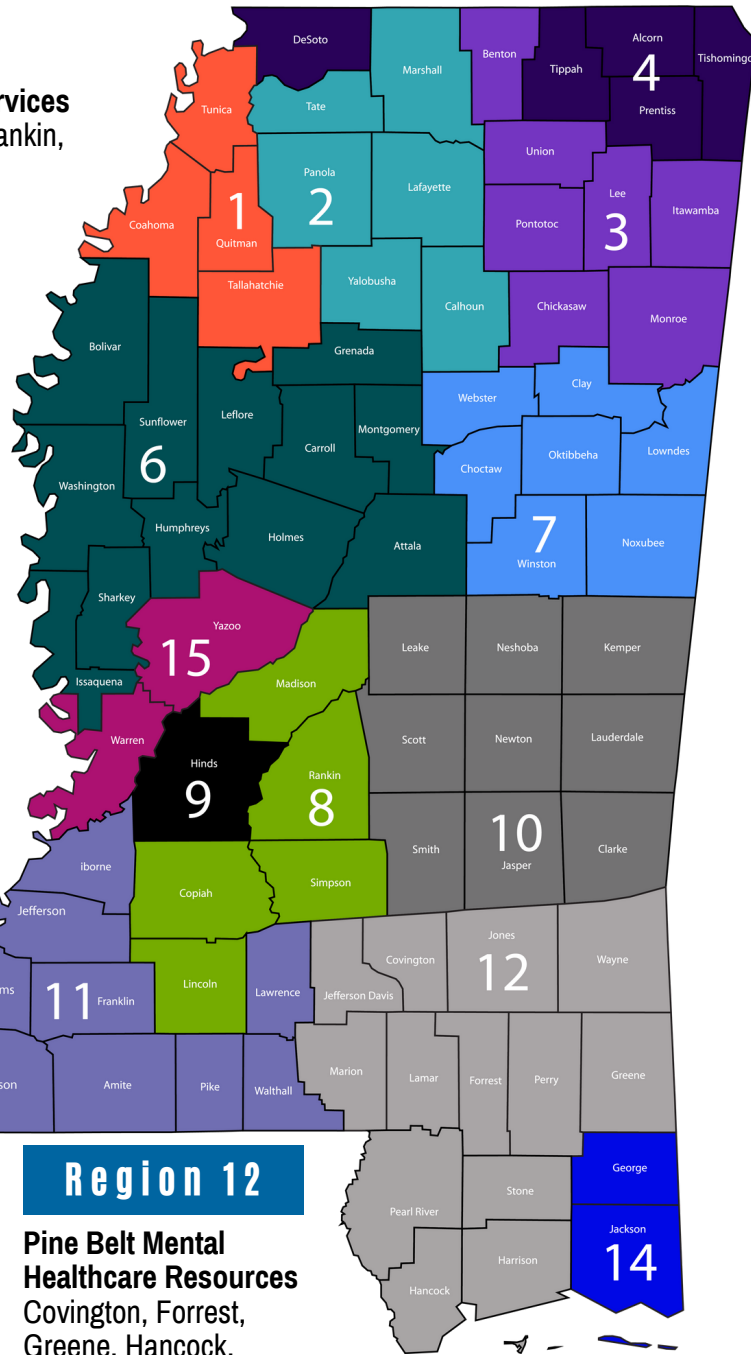 DeSoto
Marshall
Benton
Tippah
Alcorn
4
Tishomingo
Prentiss
rvices
ankin,
Tunica
Tate
Union
Panola
2
Lafayette
Lee
3
Itawamba
Pontotoc
Coahoma
1
Quitman
Tallahatchie
Yalobusha
Calhoun
Chickasaw
Monroe
Bolivar
Grenada
Webster
Clay
Sunflower
6
Leflore
Carroll
Montgomery
Choctaw
Oktibbeha
Lowndes
Washington
Humphreys
Holmes
Attala
7
Winston
Noxubee
Sharkey
Yazoo
15
Leake
Neshoba
Kemper
Issaquena
Madison
Warren
Hinds
9
Rankin
8
Scott
Newton
Lauderdale
Smith
10
Jasper
Clarke
iborne
Copiah
Simpson
Jefferson
Jones
12
Covington
Wayne
ms
11
Franklin
Lincoln
Lawrence
Jefferson Davis
son
Amite
Pike
Walthall
Marion
Lamar
Forrest
Perry
Greene
Region 12
George
Stone
Pearl River
Jackson
14
Harrison
Hancock
Pine Belt Mental
Healthcare Resources
Covington, Forrest,
Greene, Hancock,